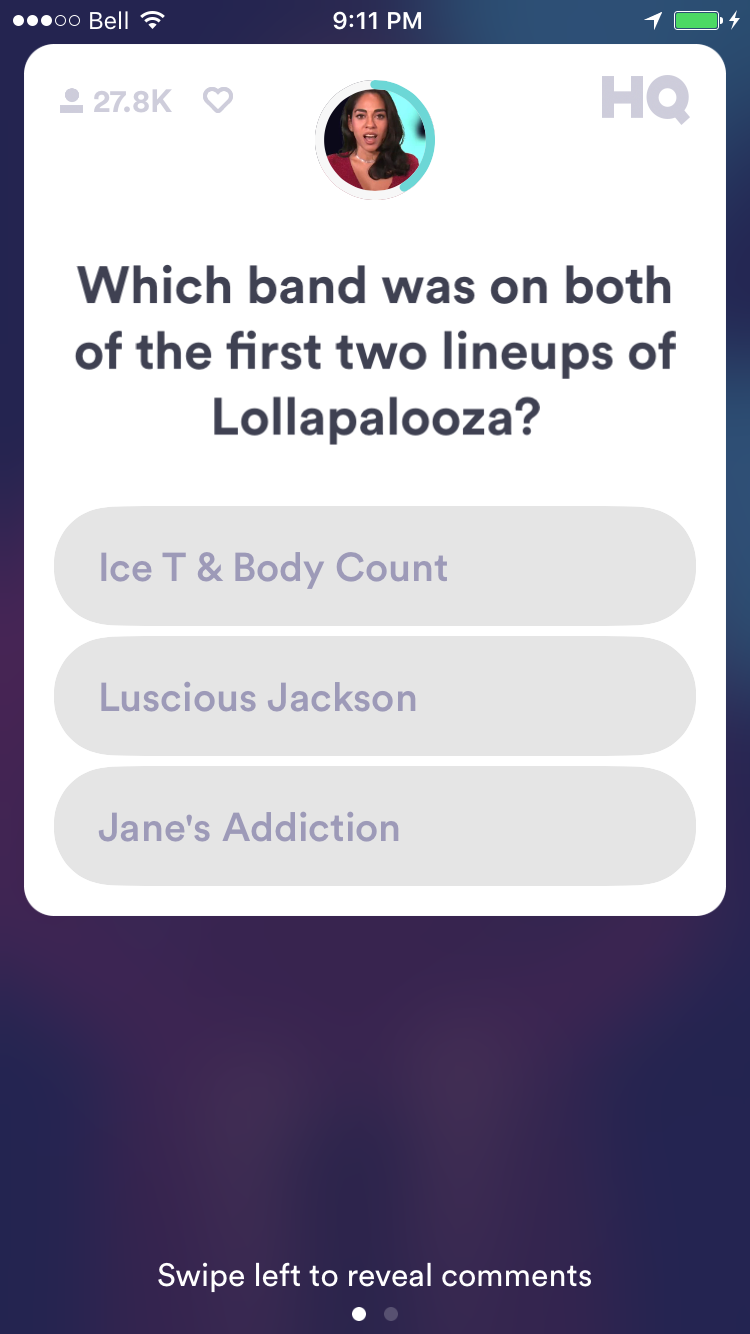 Bell 9:11 PM
27.8K HQ
Which band was on both
of the first two lineups of
Lollapalooza?
Ice T & Body Count
Luscious Jackson
Jane's Addiction
Swipe left to reveal comments